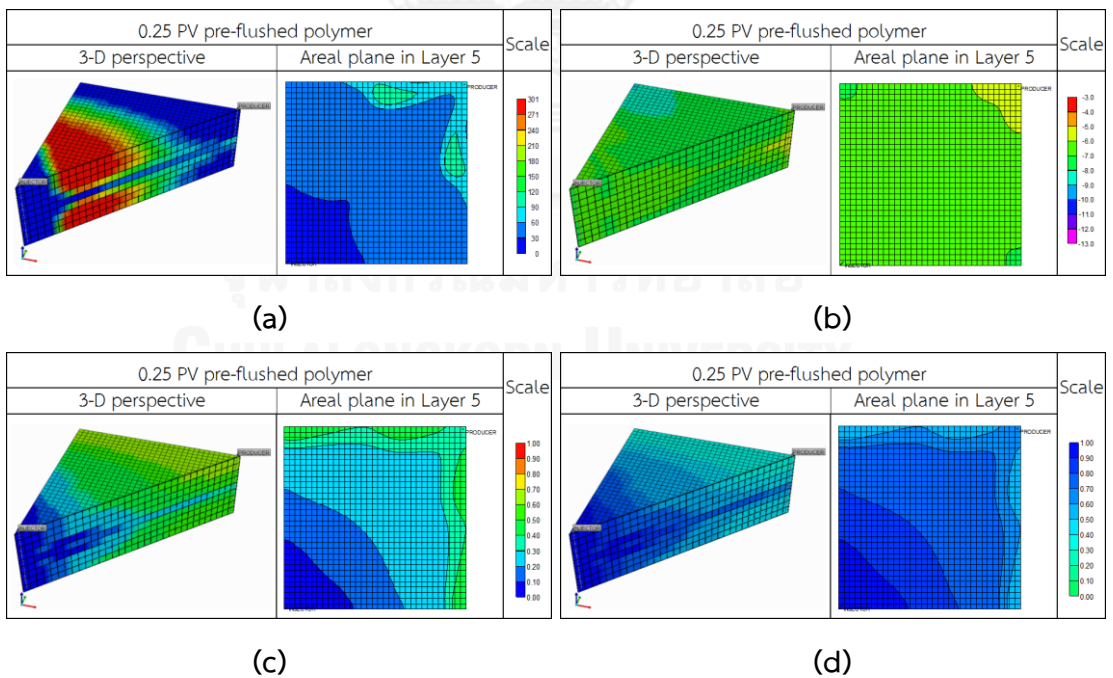 0.25 PV pre-flushed polymer
Scale
3-D perspective
Areal plane in Layer 5
PRODUCER
PRODUCER
301
271
240
210
180
150
120
90
60
30
0
(a)
0.25 PV pre-flushed polymer
Scale
3-D perspective
Areal plane in Layer 5
PRODUCER
PRODUCER
-3.0
-4.0
-5.0
-6.0
-7.0
-8.0
-9.0
-10.0
-11.0
-12.0
-13.0
(b)
CHULALONGKORN UNIVERSITY
0.25 PV pre-flushed polymer
Scale
3-D perspective
Areal plane in Layer 5
PRODUCER
PRODUCER
1.00
0.90
0.80
0.70
0.60
0.50
0.40
0.30
0.20
0.10
0.00
(c)
0.25 PV pre-flushed polymer
Scale
3-D perspective
Areal plane in Layer 5
PRODUCER
PRODUCER
1.00
0.90
0.80
0.70
0.60
0.50
0.40
0.30
0.20
0.10
0.00
(d)